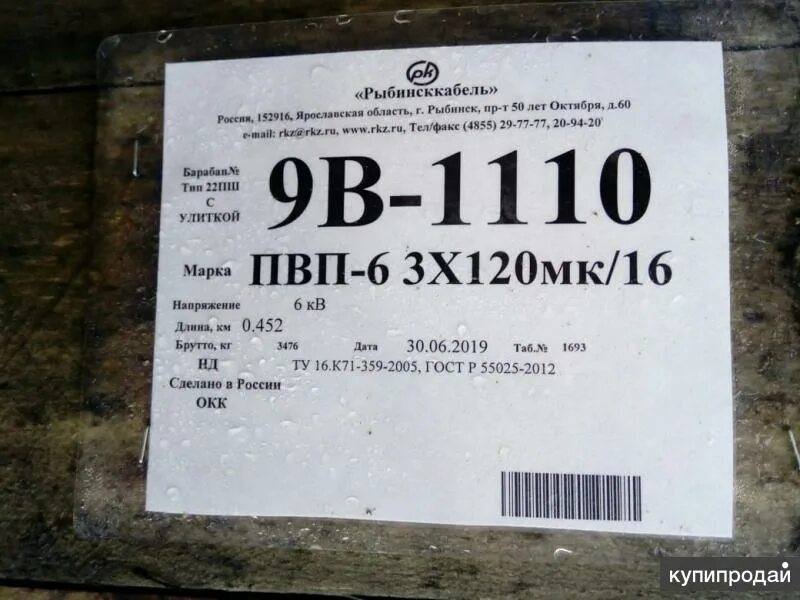 рк
«Рыбинсккабель»
Россия, 152916, Ярославская область, г. Рыбинск, пр-т 50 лет Октября, д.60
e-mail: rkz@rkz.ru, www.rkz.ru, Тел/факс (4855) 29-77-77, 20-94-20
Барабан№
Тип 22ПШ
С
УЛИТКОЙ
9В-1110
Марка ПВП-6 3Х120мк/16
Напряжение 6 кВ
Длина, км 0.452
Брутто, кг 3476 Дата 30.06.2019 Таб.№ 1693
НД ТУ 16.К71-359-2005, ГОСТ Р 55025-2012
Сделано в России
ОКК
купипродай